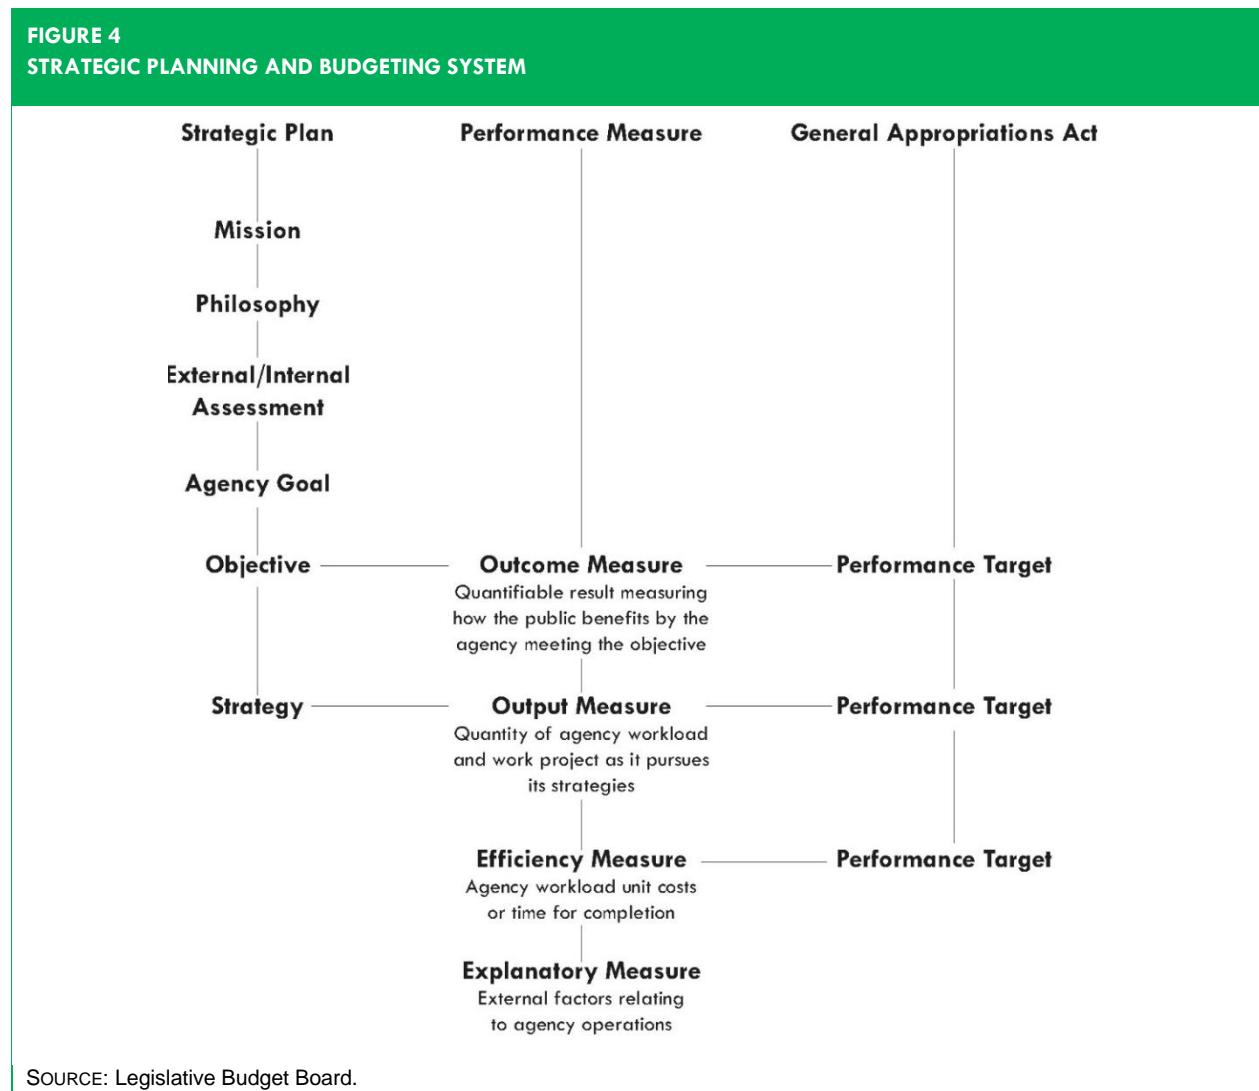 FIGURE 4
STRATEGIC PLANNING AND BUDGETING SYSTEM
Strategic Plan
Performance Measure
General Appropriations Act
Mission
Philosophy
External/Internal
Assessment
Agency Goal
Objective
Outcome Measure
Performance Target
Quantifiable result measuring
how the public benefits by the
agency meeting the objective
Strategy
Output Measure
Performance Target
Quantity of agency workload
and work project as it pursues
its strategies
Efficiency Measure
Performance Target
Agency workload unit costs
or time for completion
Explanatory Measure
External factors relating
to agency operations
SOURCE: Legislative Budget Board.